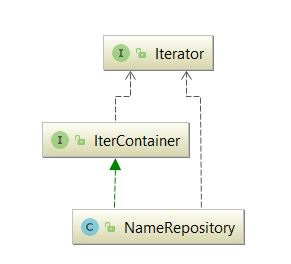 I Iterator
I IterContainer
C NameRepository